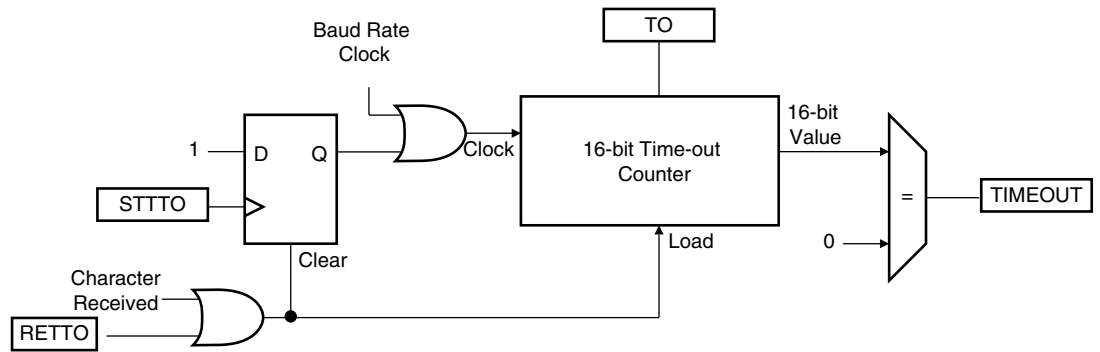 TO
Baud Rate
Clock
1
D
Q
Clock
16-bit Time-out
Counter
16-bit
Value
=
TIMEOUT
STTTO
0
Load
Clear
Character
Received
RETTO